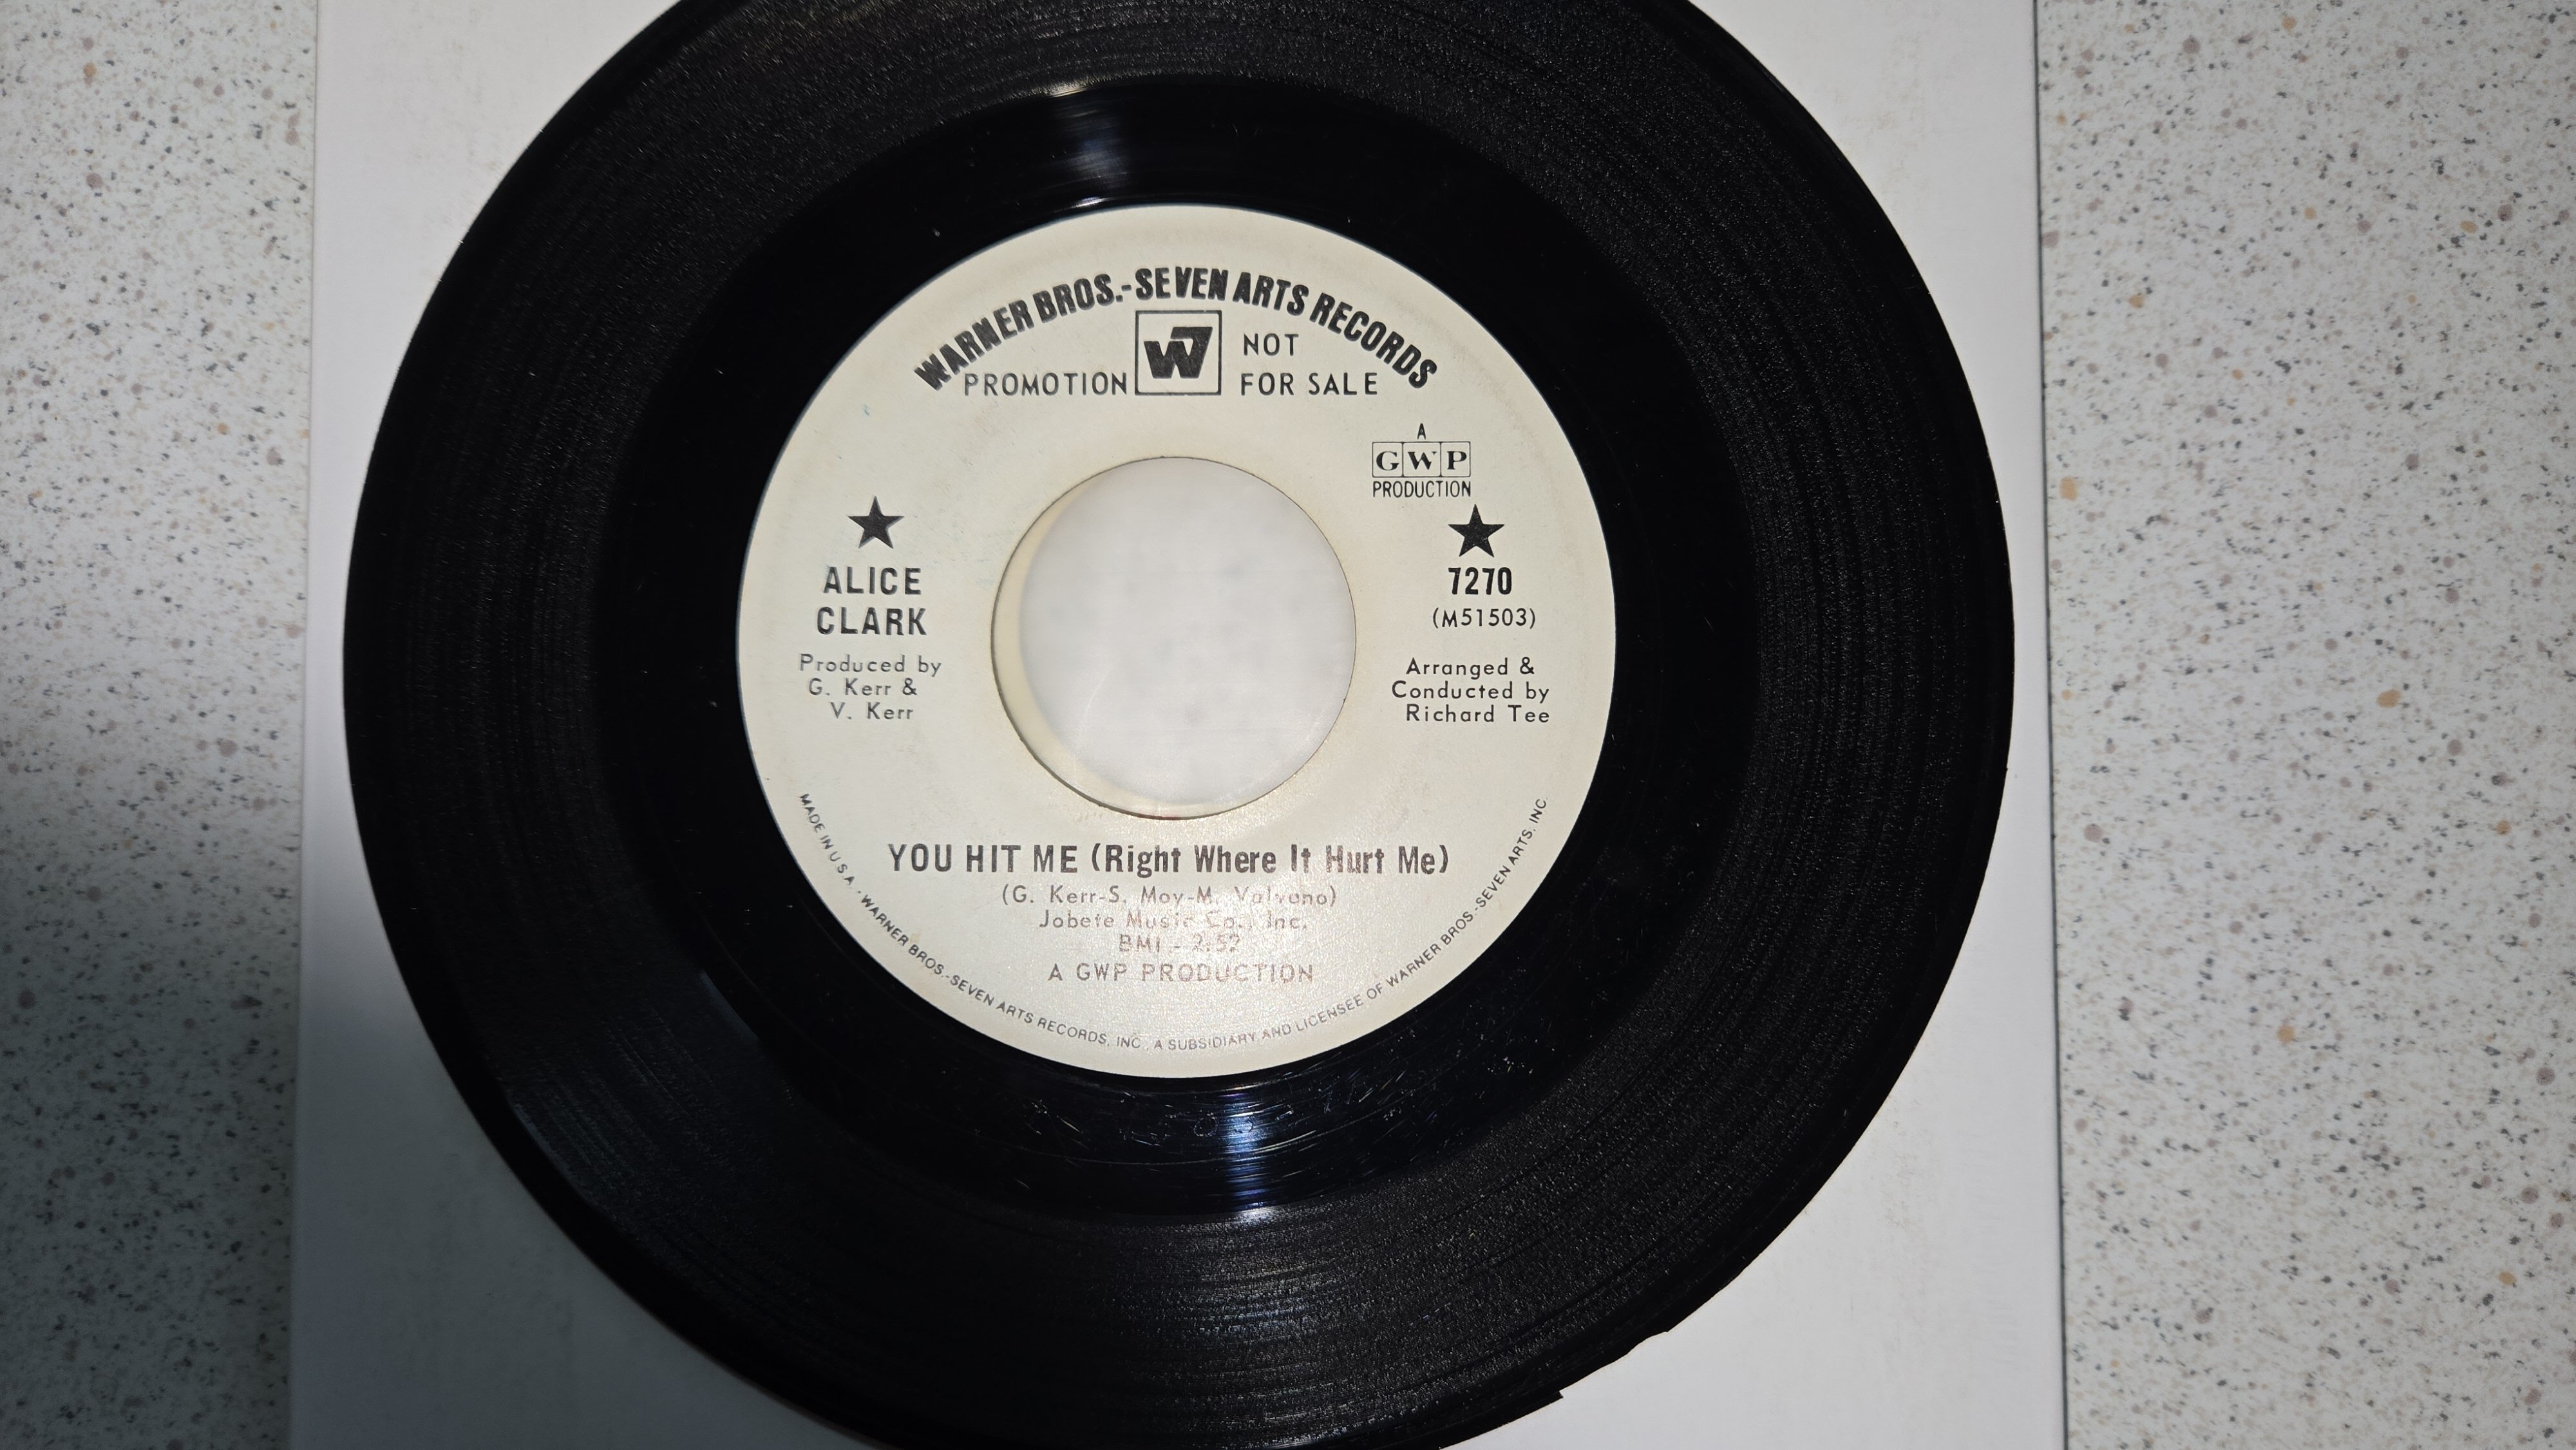 WARNER BROS.-SEVEN ARTS RECORDS
PROMOTION W7 NOT
FOR SALE
A
GWP
PRODUCTION
ALICE
CLARK
Produced by
G. Kerr &
V. Kerr
7270
(M51503)
Arranged &
Conducted by
Richard Tee
YOU HIT ME (Right Where It Hurt Me)
(G. Kerr-S. Moy-M. Valvano)
Jobete Music Co., Inc.
BMI -
A GWP PRODUCTION
MADE IN U.S.A. · WARNER BROS.-SEVEN ARTS RECORDS, INC., A SUBSIDIARY AND LICENSEE OF WARNER BROS.-SEVEN ARTS, INC.